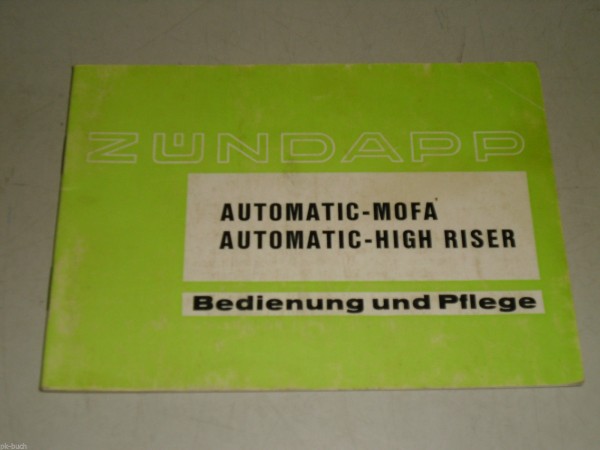 ZÜNDAPP
AUTOMATIC-MOFA
AUTOMATIC-HIGH RISER
Bedienung und Pflege